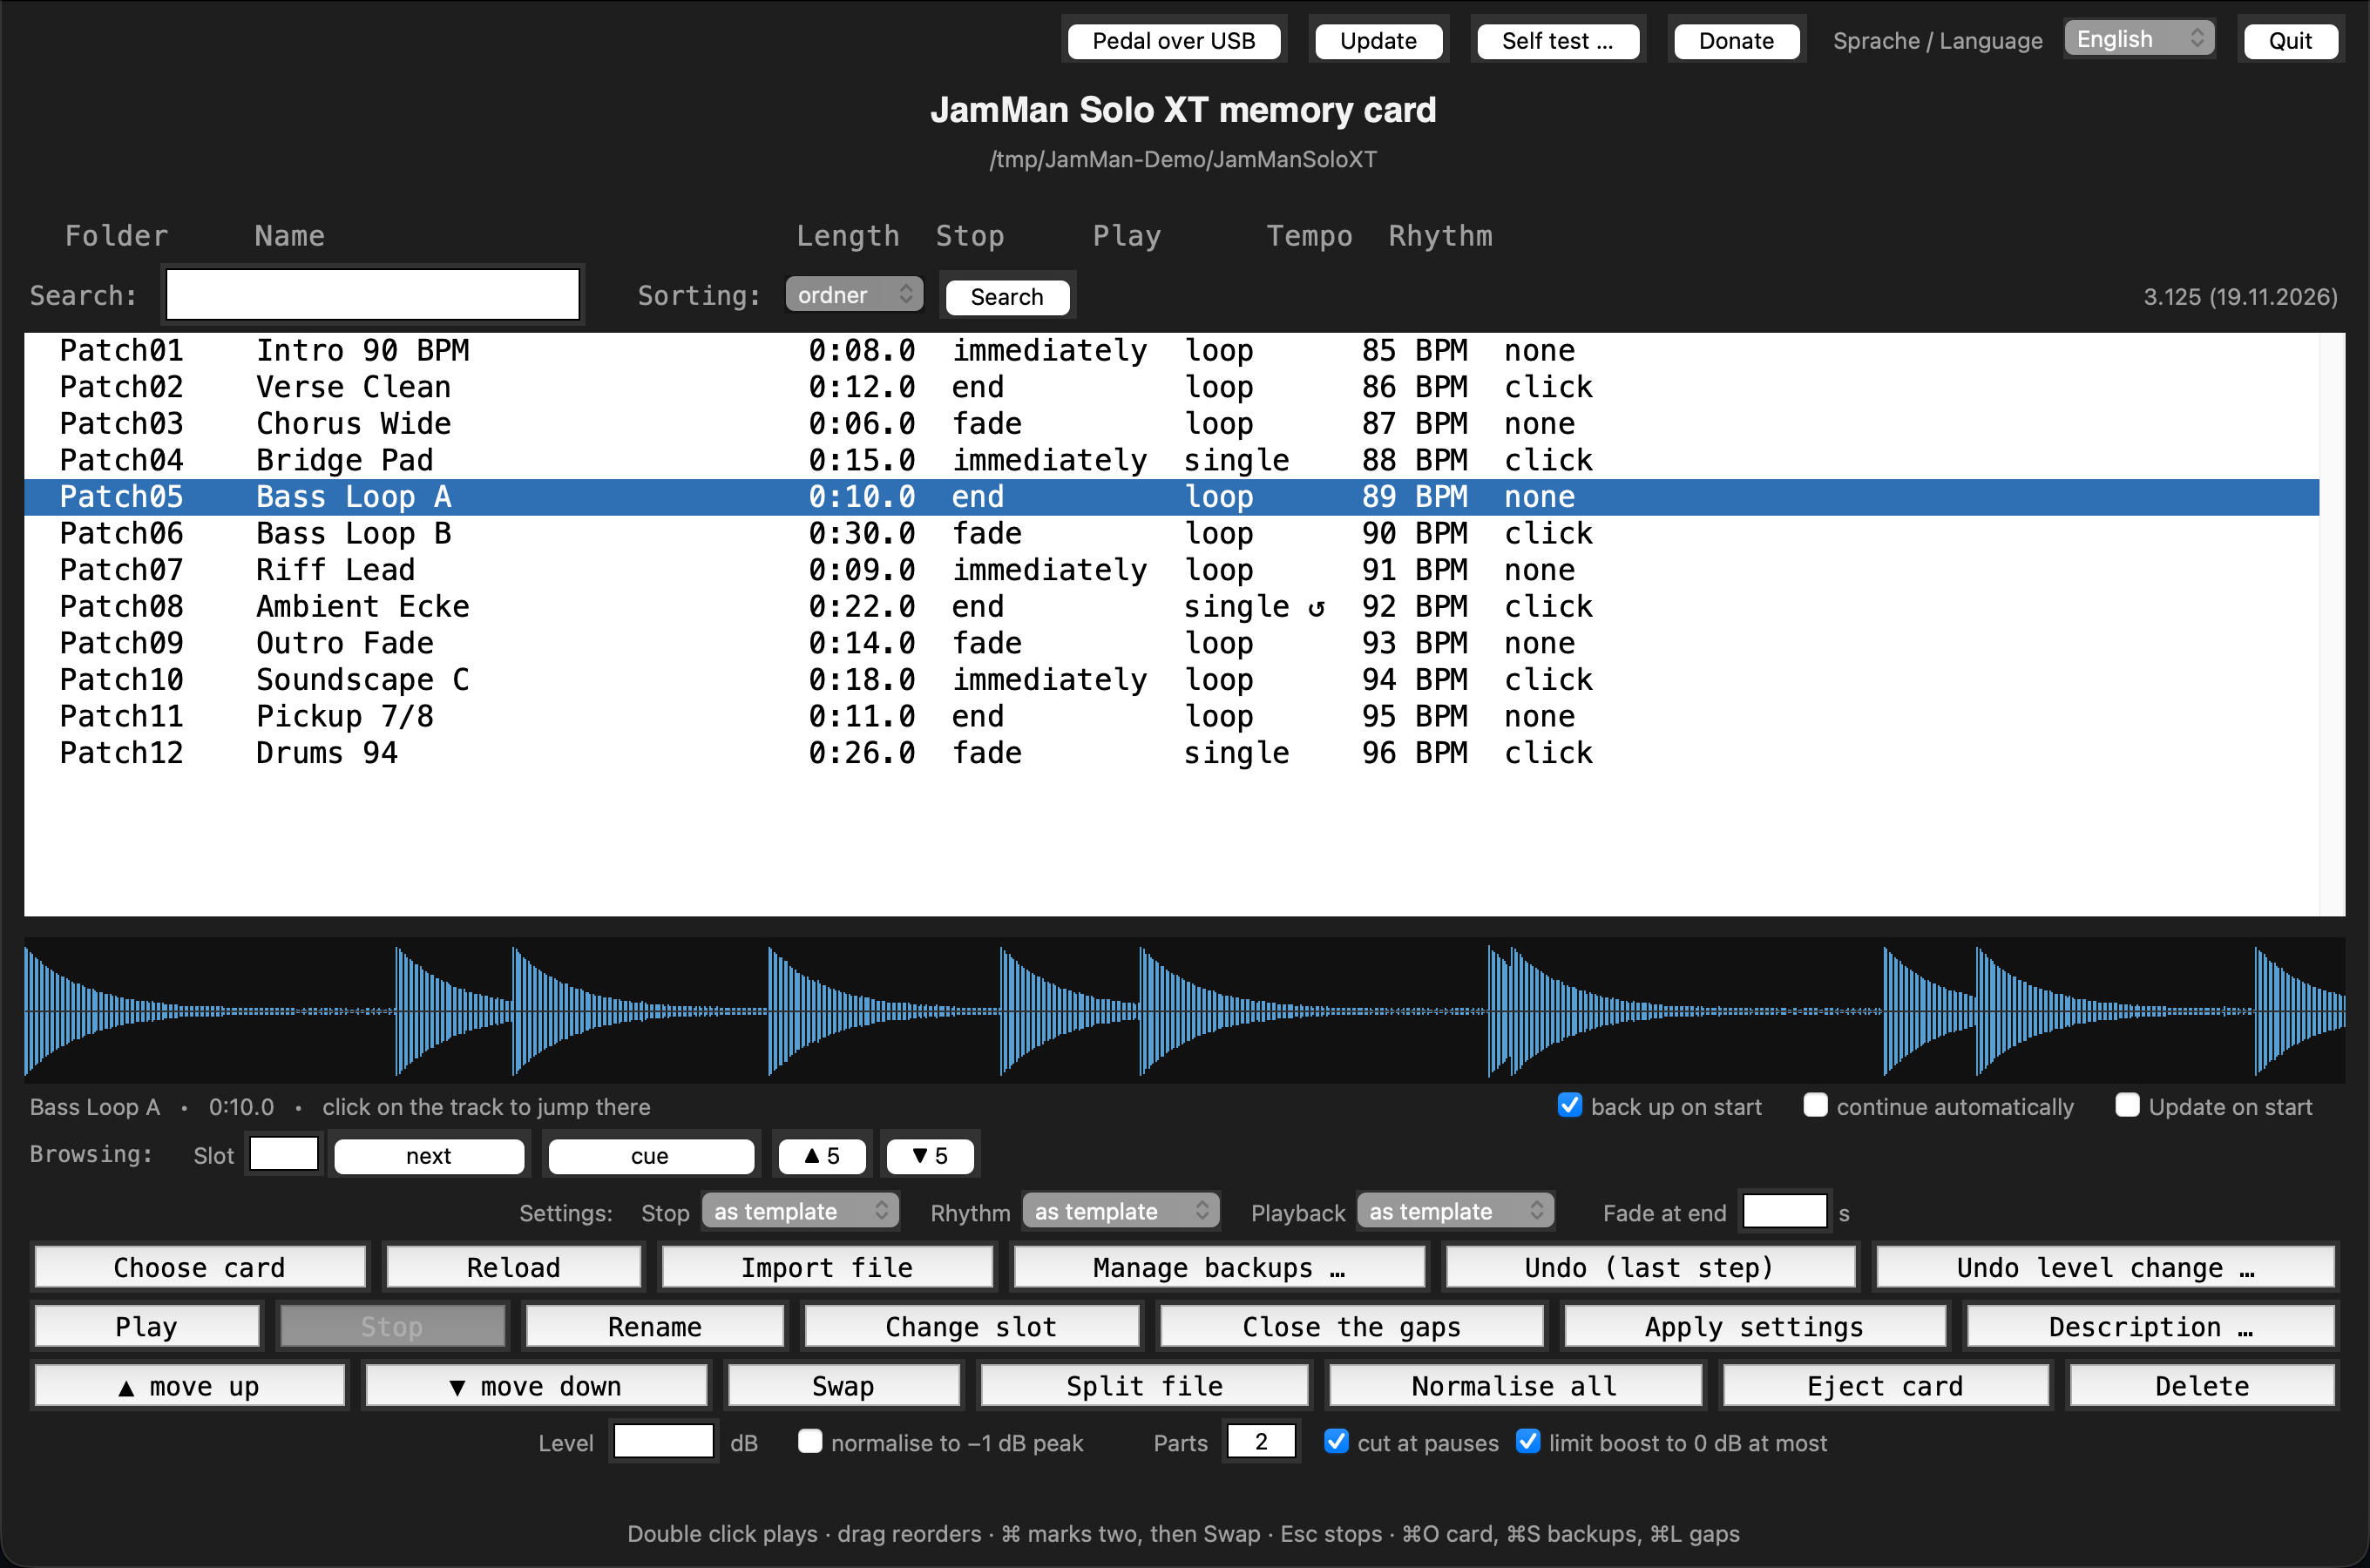 Pedal over USB Update Self test ... Donate Sprache / Language English Quit
JamMan Solo XT memory card
/tmp/JamMan-Demo/JamManSoloXT
Folder Name Length Stop Play Tempo Rhythm
Search: Sorting: ordner Search 3.125 (19.11.2026)
Patch01 Intro 90 BPM 0:08.0 immediately loop 85 BPM none
Patch02 Verse Clean 0:12.0 end loop 86 BPM click
Patch03 Chorus Wide 0:06.0 fade loop 87 BPM none
Patch04 Bridge Pad 0:15.0 immediately single 88 BPM click
Patch05 Bass Loop A 0:10.0 end loop 89 BPM none
Patch06 Bass Loop B 0:30.0 fade loop 90 BPM click
Patch07 Riff Lead 0:09.0 immediately loop 91 BPM none
Patch08 Ambient Ecke 0:22.0 end single ↺ 92 BPM click
Patch09 Outro Fade 0:14.0 fade loop 93 BPM none
Patch10 Soundscape C 0:18.0 immediately loop 94 BPM click
Patch11 Pickup 7/8 0:11.0 end loop 95 BPM none
Patch12 Drums 94 0:26.0 fade single 96 BPM click
Bass Loop A • 0:10.0 • click on the track to jump there back up on start continue automatically Update on start
Browsing: Slot next cue ▲ 5 ▼ 5
Settings: Stop as template Rhythm as template Playback as template Fade at end s
Choose card Reload Import file Manage backups … Undo (last step) Undo level change …
Play Stop Rename Change slot Close the gaps Apply settings Description …
▲ move up ▼ move down Swap Split file Normalise all Eject card Delete
Level dB normalise to −1 dB peak Parts 2 cut at pauses limit boost to 0 dB at most
Double click plays · drag reorders · ⌘ marks two, then Swap · Esc stops · ⌘O card, ⌘S backups, ⌘L gaps